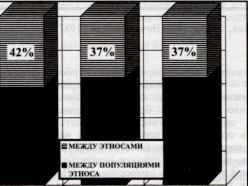 42% 37% 37%
МЕЖДУ ЭТНОСАМИ
МЕЖДУ ПОПУЛЯЦИЯМИ
ЭТНОСА